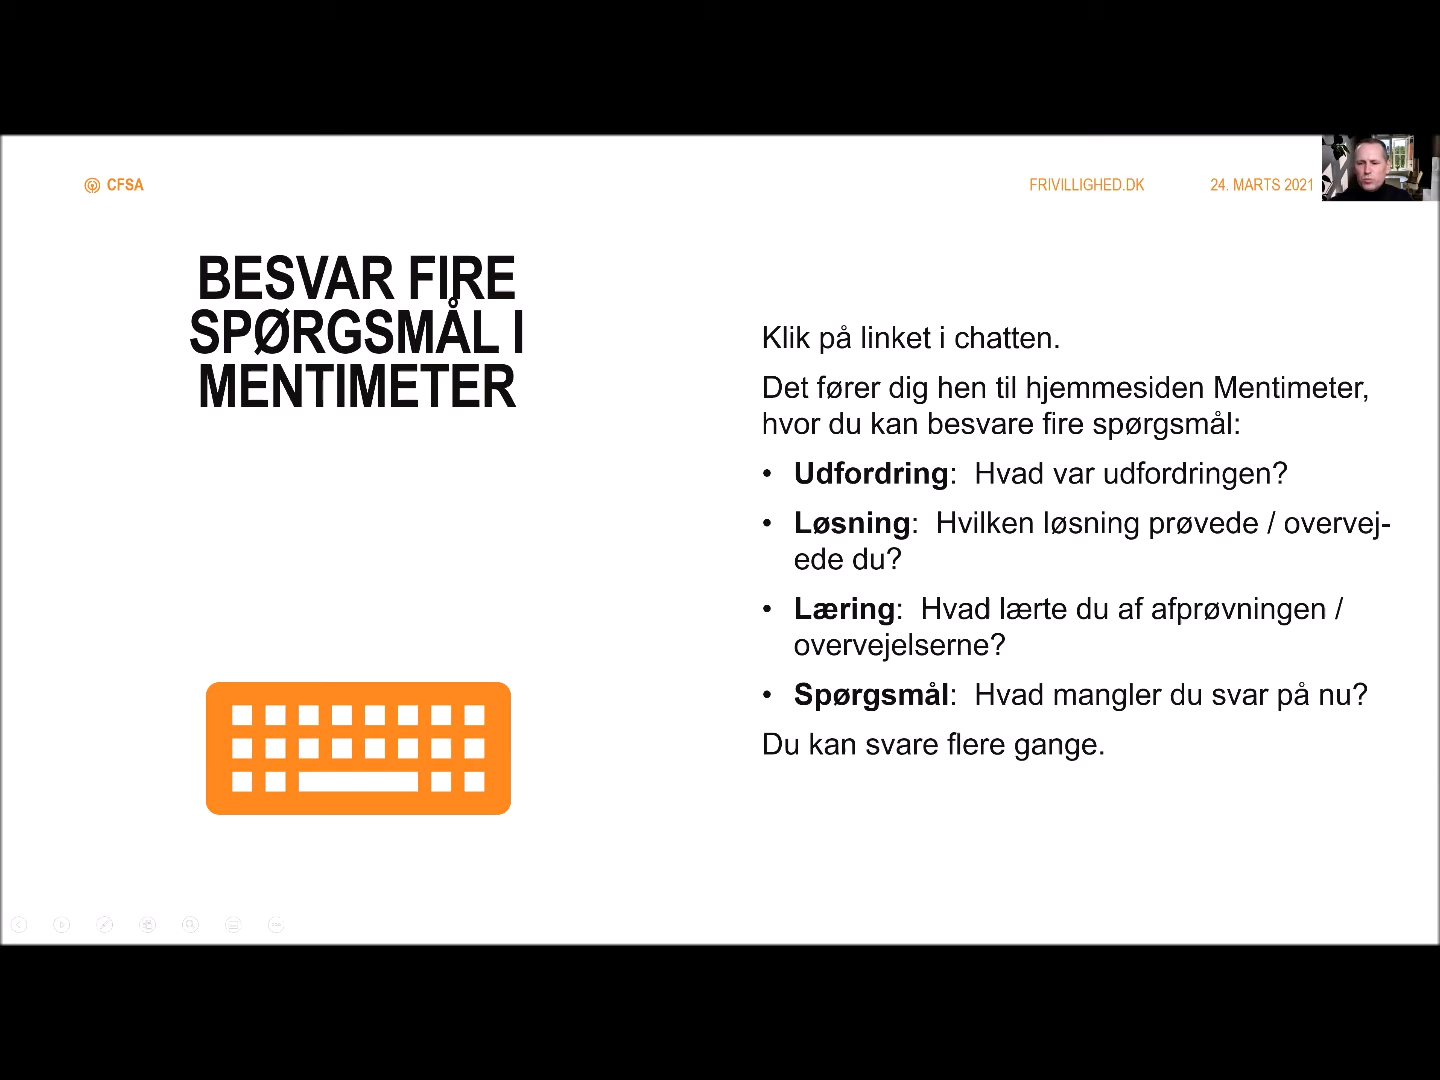 CFSA
FRIVILLIGHED.DK
24. MARTS 2021
BESVAR FIRE
SPØRGSMÅL I
MENTIMETER
Klik på linket i chatten.
Det fører dig hen til hjemmesiden Mentimeter,
hvor du kan besvare fire spørgsmål:
• Udfordring: Hvad var udfordringen?
• Løsning: Hvilken løsning prøvede / overvej-
ede du?
• Læring: Hvad lærte du af afprøvningen /
overvejelserne?
• Spørgsmål: Hvad mangler du svar på nu?
Du kan svare flere gange.